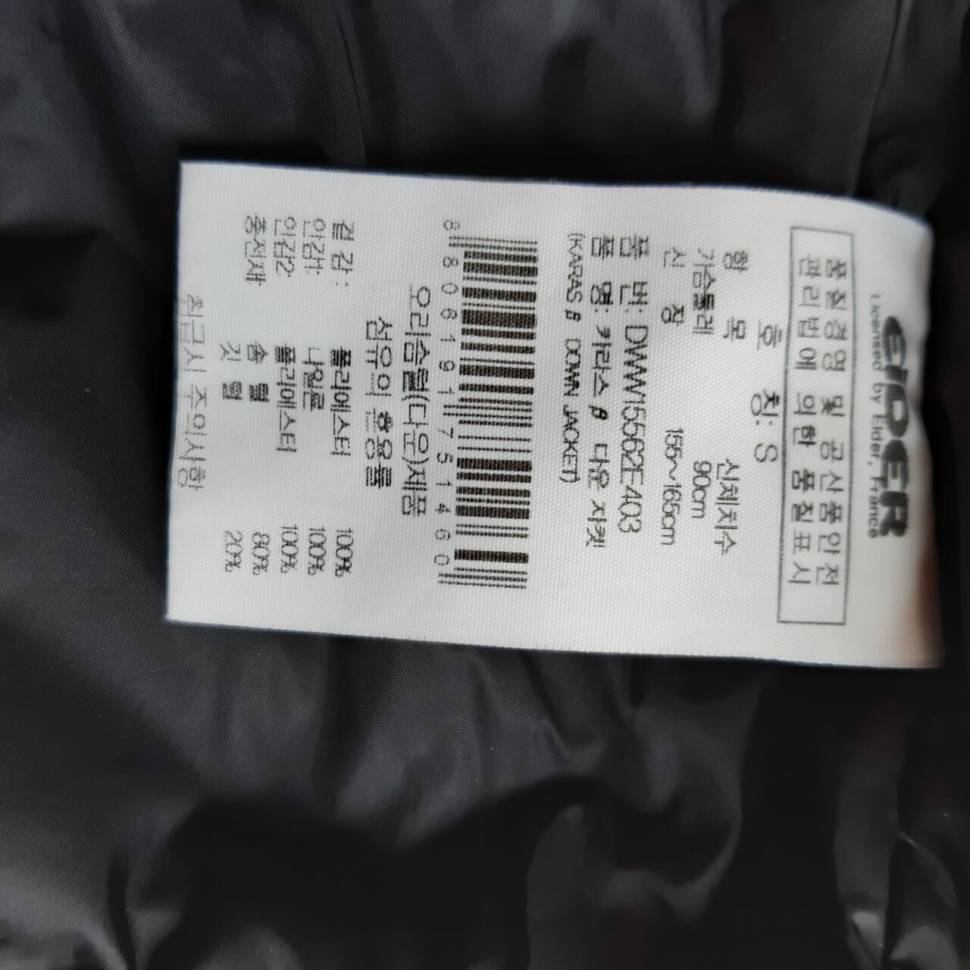 EIDER
Licensed by Eider, France
품질경영 및 공산품안전
관리법에 의한 품질표시
호 칭: S
항 목 신체치수
가슴둘레 90cm
신 장 155~165cm
품 번: DWW15562E403
품 명: 카라스 β 다운 자켓
(KARAS β DOWN JACKET)
8 808191 751460
오리솜털(다운)제품
섬유의 혼용률
겉 감: 폴리에스터 100%
안감1: 나일론 100%
안감2: 폴리에스터 100%
충전재 솜 털 80%
깃 털 20%
취급시 주의사항